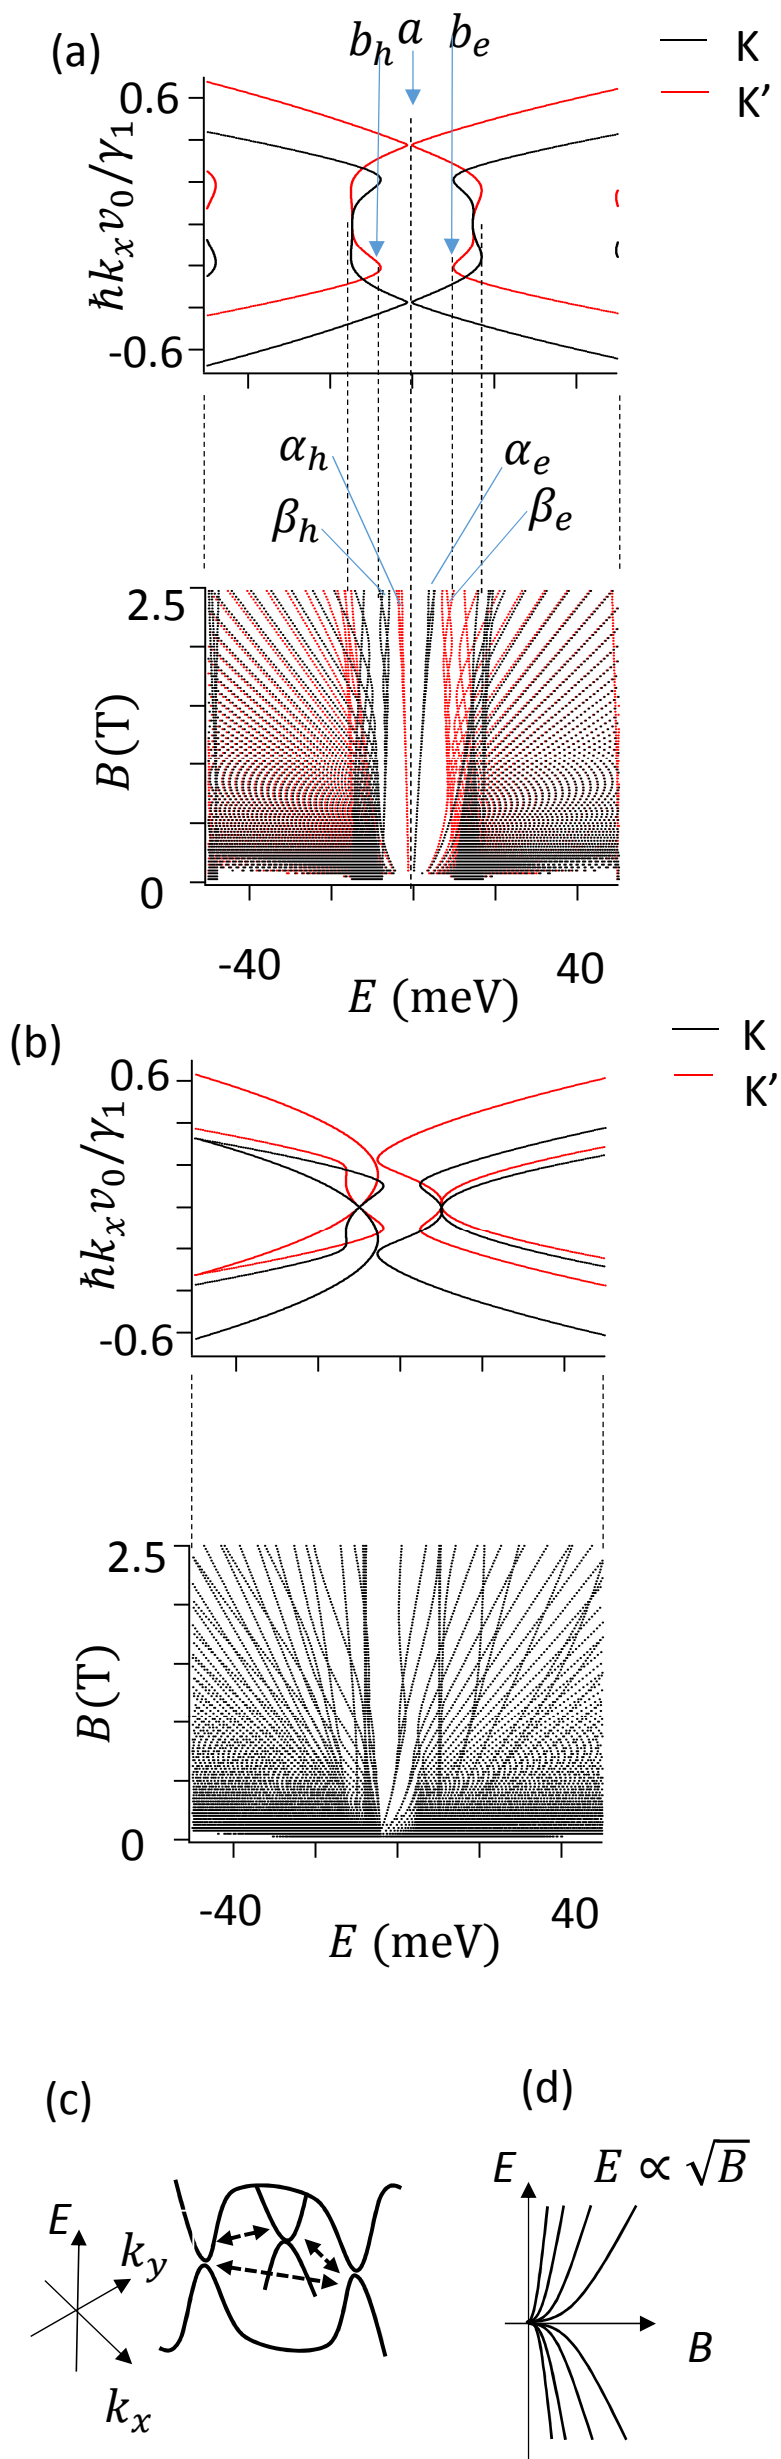 (a)
b_h a b_e
K
K’
0.6
ℏk_x v_0/γ_1
-0.6
α_h
α_e
β_h
β_e
2.5
B(T)
0
-40
40
E (meV)
(b)
K
K’
0.6
ℏk_x v_0/γ_1
-0.6
2.5
B(T)
0
-40
40
E (meV)
(c)
(d)
E
k_y
k_x
E
E ∝ √B
B